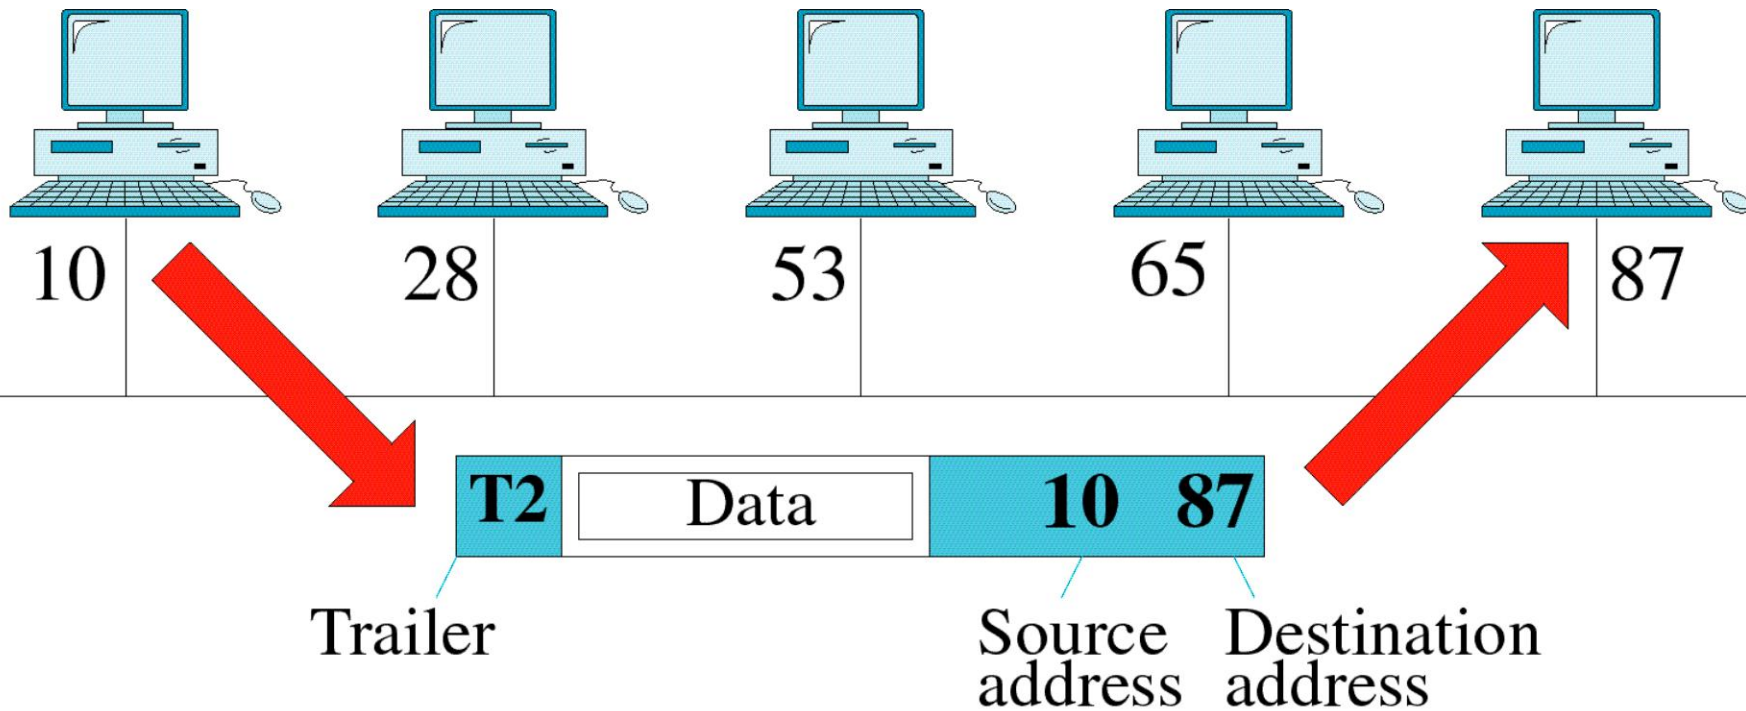 10
28
53
65
87
T2 Data 10 87
Trailer
Source
address
Destination
address